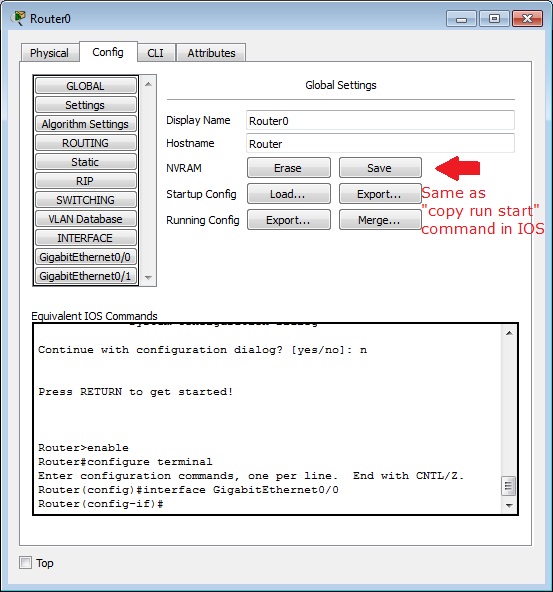 Router0
Physical Config CLI Attributes
GLOBAL
Settings
Algorithm Settings
ROUTING
Static
RIP
SWITCHING
VLAN Database
INTERFACE
GigabitEthernet0/0
GigabitEthernet0/1
Global Settings
Display Name Router0
Hostname Router
NVRAM Erase Save
Startup Config Load... Export...
Running Config Export... Merge...
Same as
"copy run start"
command in IOS
Equivalent IOS Commands
Continue with configuration dialog? [yes/no]: n
Press RETURN to get started!
Router>enable
Router#configure terminal
Enter configuration commands, one per line.  End with CNTL/Z.
Router(config)#interface GigabitEthernet0/0
Router(config-if)#
Top